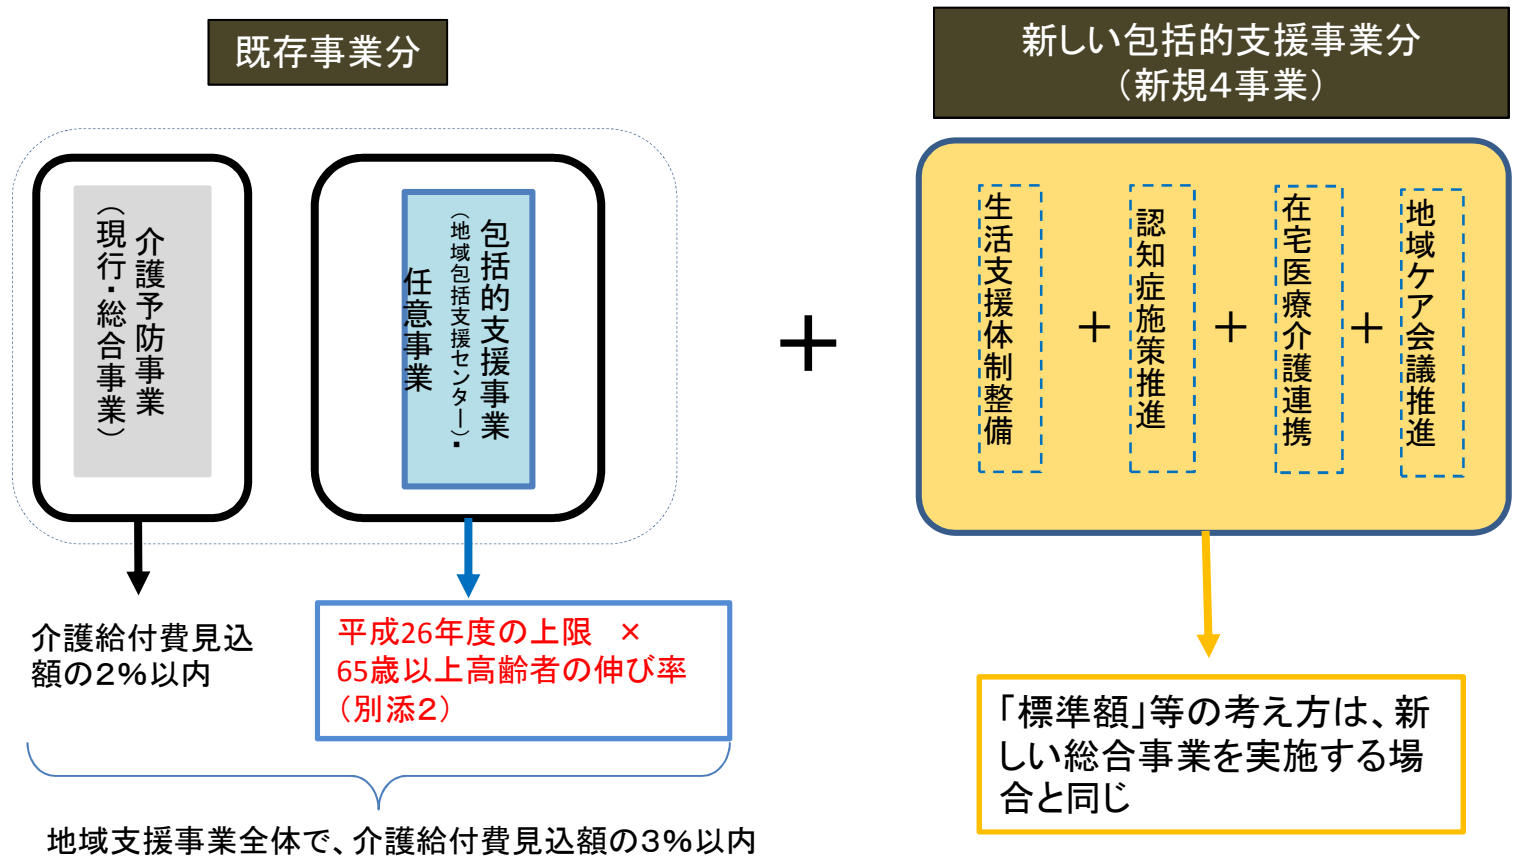 既存事業分
新しい包括的支援事業分
（新規４事業）
介護予防事業
（現行・総合事業）
包括的支援事業
（地域包括支援センター）・
任意事業
＋
生活支援体制整備
＋
認知症施策推進
＋
在宅医療介護連携
＋
地域ケア会議推進
介護給付費見込
額の２％以内
平成26年度の上限　×
65歳以上高齢者の伸び率
（別添２）
「標準額」等の考え方は、新
しい総合事業を実施する場
合と同じ
地域支援事業全体で、介護給付費見込額の３％以内